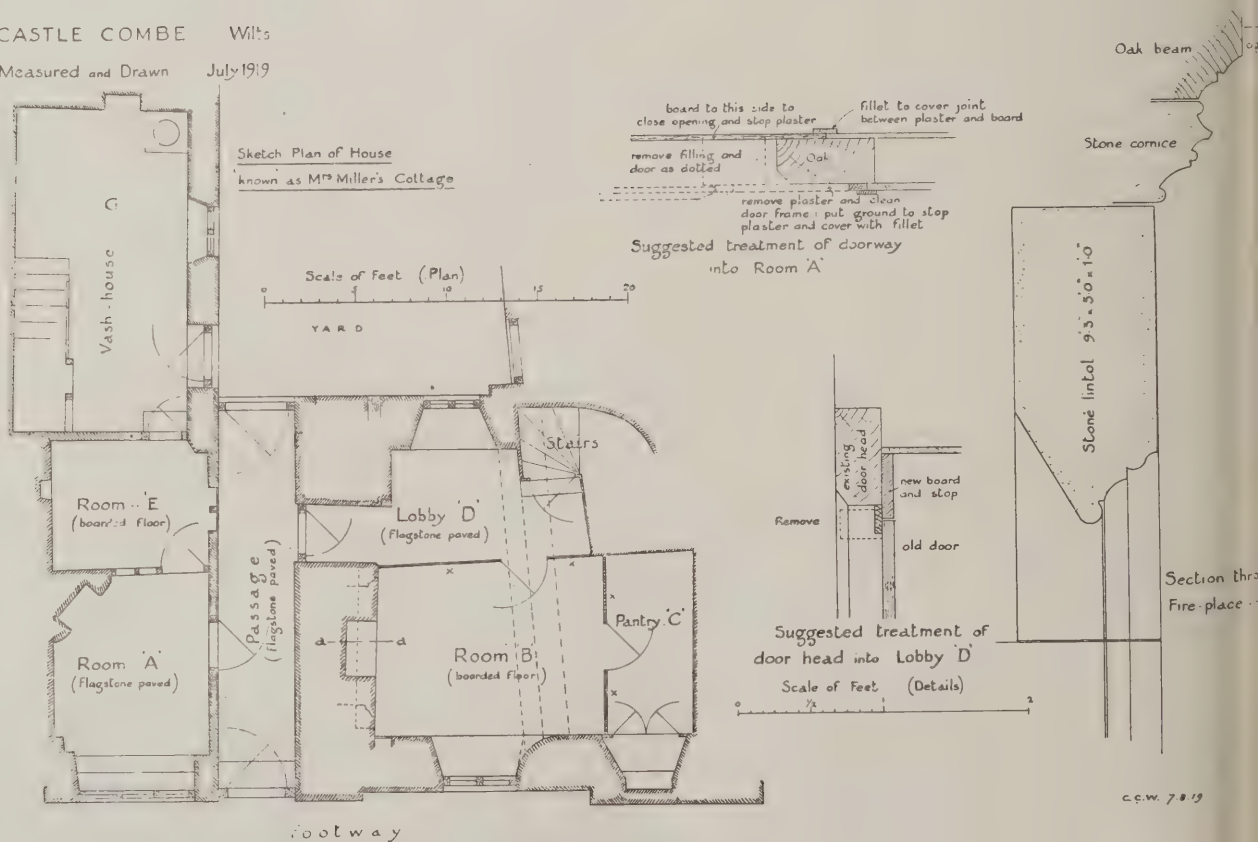 CASTLE COMBE Wilts
Measured and Drawn July 1919
Sketch Plan of House
known as Mrs Miller's Cottage
board to this side to
close opening and stop plaster
fillet to cover joint
between plaster and board
remove filling and
door as dotted
Oak
remove plaster and clean
door frame : put ground to stop
plaster and cover with fillet
Suggested treatment of doorway
into Room 'A'
Oak beam
Stone cornice
Stone lintol 9'.3" × 3'.0" × 1'.0"
Scale of Feet (Plan)
0 5 10 15 20
YARD
G
Wash-house
Stairs
Room 'E'
(boarded floor)
Lobby 'D'
(flagstone paved)
Passage
(flagstone paved)
Room 'A'
(flagstone paved)
a a
Room 'B'
(boarded floor)
Pantry 'C'
existing
door head
new board
and stop
Remove
old door
Suggested treatment of
door head into Lobby 'D'
Scale of Feet (Details)
0 ½ 1 2
Section thro
Fire-place
c.c.w. 7.8.19
Footway